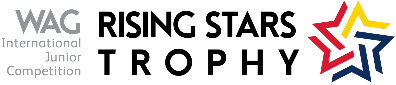 WAG
International
Junior
Competition
RISING STARS
TROPHY